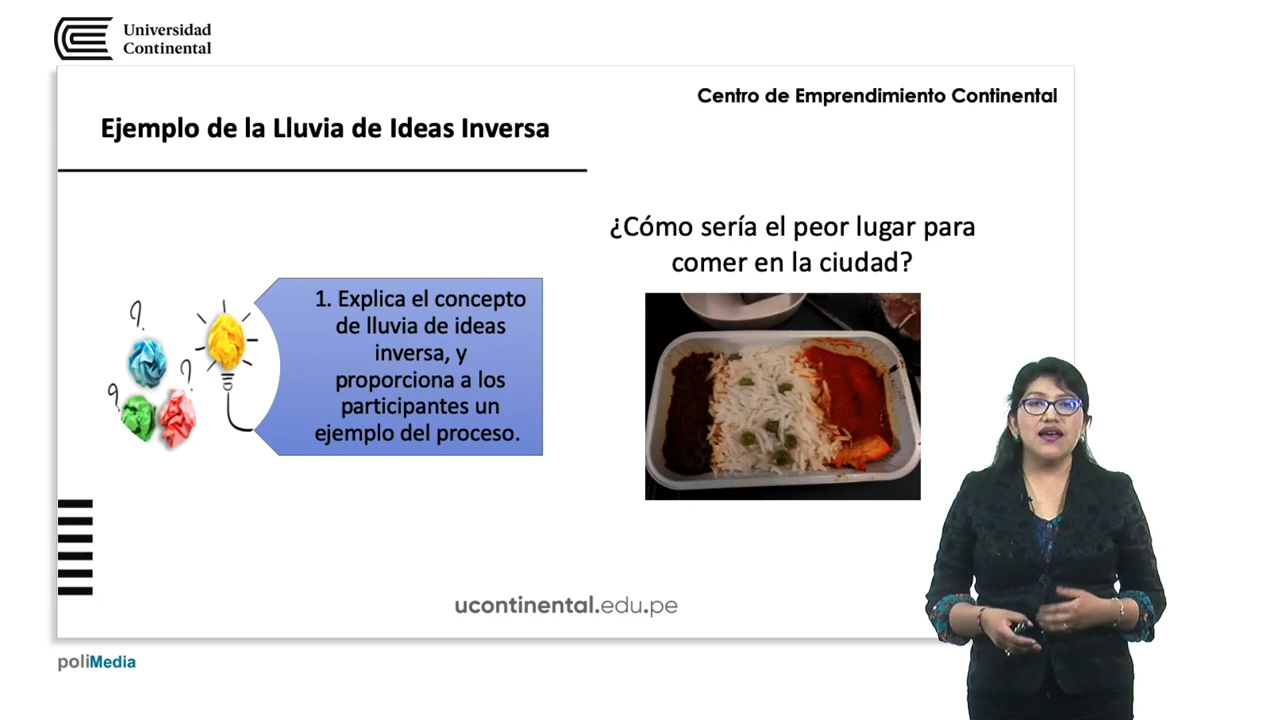 Universidad
Continental
Centro de Emprendimiento Continental
Ejemplo de la Lluvia de Ideas Inversa
¿Cómo sería el peor lugar para
comer en la ciudad?
1. Explica el concepto
de lluvia de ideas
inversa, y
proporciona a los
participantes un
ejemplo del proceso.
? ? ?
ucontinental.edu.pe
poliMedia